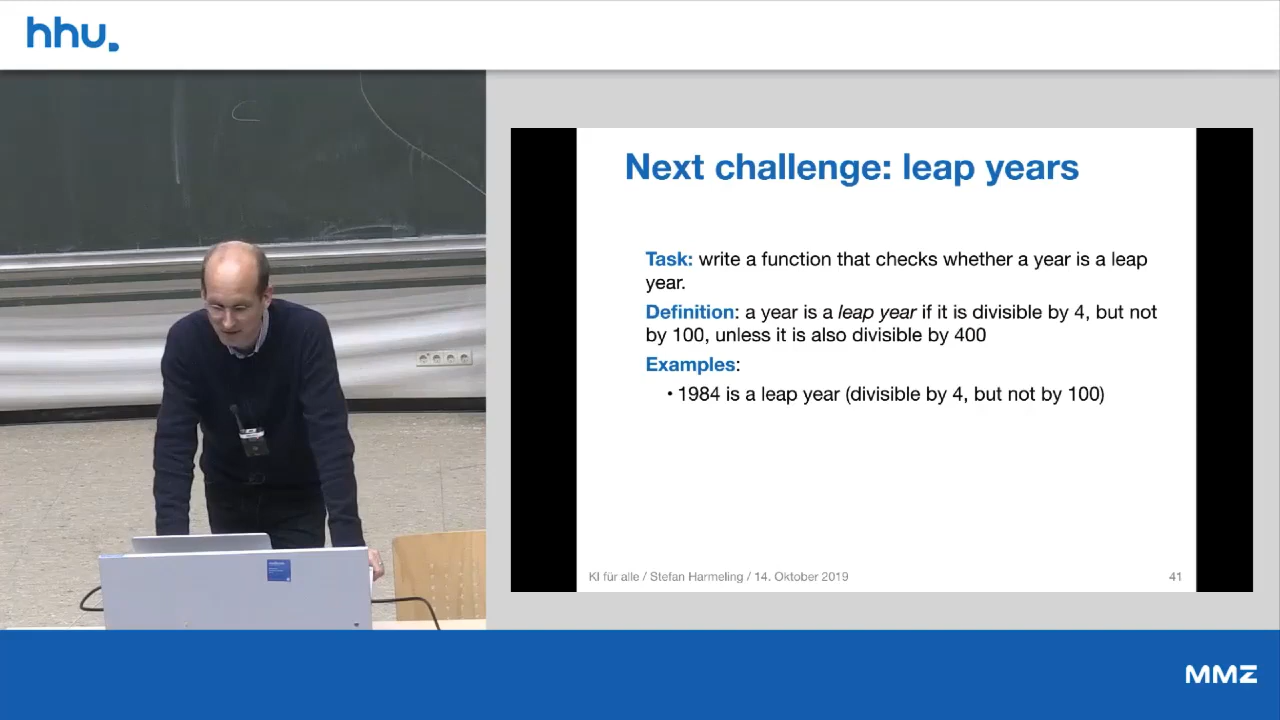 hhu.
Next challenge: leap years
Task: write a function that checks whether a year is a leap
year.
Definition: a year is a leap year if it is divisible by 4, but not
by 100, unless it is also divisible by 400
Examples:
• 1984 is a leap year (divisible by 4, but not by 100)
KI für alle / Stefan Harmeling / 14. Oktober 2019
41
MMZ